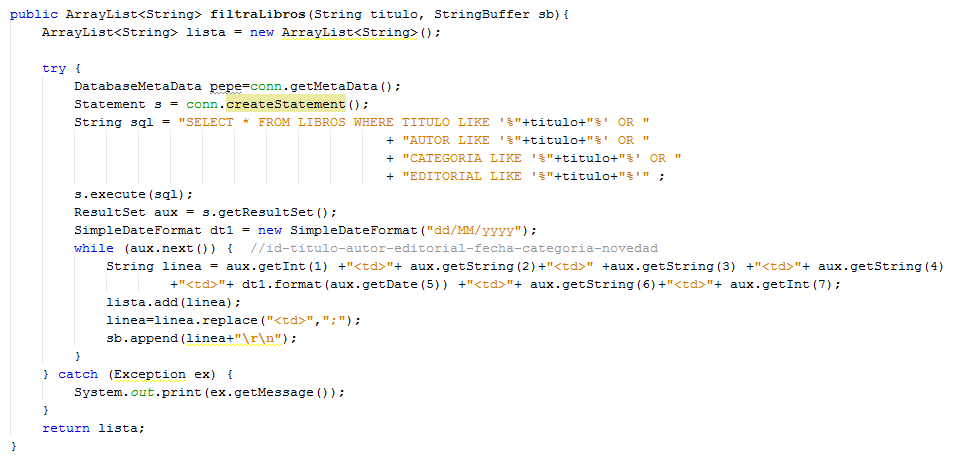 public ArrayList<String> filtraLibros(String titulo, StringBuffer sb){
ArrayList<String> lista = new ArrayList<String>();
try {
DatabaseMetaData pepe=conn.getMetaData();
Statement s = conn.createStatement();
String sql = "SELECT * FROM LIBROS WHERE TITULO LIKE '%"+titulo+"%' OR "
+ "AUTOR LIKE '%"+titulo+"%' OR "
+ "CATEGORIA LIKE '%"+titulo+"%' OR "
+ "EDITORIAL LIKE '%"+titulo+"%'" ;
s.execute(sql);
ResultSet aux = s.getResultSet();
SimpleDateFormat dt1 = new SimpleDateFormat("dd/MM/yyyy");
while (aux.next()) {  //id-titulo-autor-editorial-fecha-categoria-novedad
String linea = aux.getInt(1) +"<td>"+ aux.getString(2)+"<td>" +aux.getString(3) +"<td>"+ aux.getString(4)
+"<td>"+ dt1.format(aux.getDate(5)) +"<td>"+ aux.getString(6)+"<td>"+ aux.getInt(7);
lista.add(linea);
linea=linea.replace("<td>",";");
sb.append(linea+"\r\n");
}
} catch (Exception ex) {
System.out.print(ex.getMessage());
}
return lista;
}